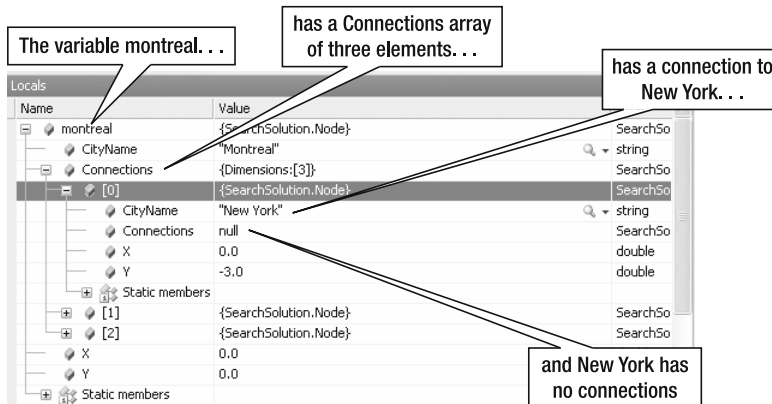 The variable montreal. . .
has a Connections array
of three elements. . .
has a connection to
New York. . .
Locals
Name Value
montreal {SearchSolution.Node} SearchSo
CityName "Montreal" string
Connections {Dimensions:[3]} SearchSo
[0] {SearchSolution.Node} SearchSo
CityName "New York" string
Connections null SearchSo
X 0.0 double
Y -3.0 double
Static members
[1] {SearchSolution.Node} SearchSo
[2] {SearchSolution.Node} SearchSo
X 0.0
Y 0.0
Static members
and New York has
no connections